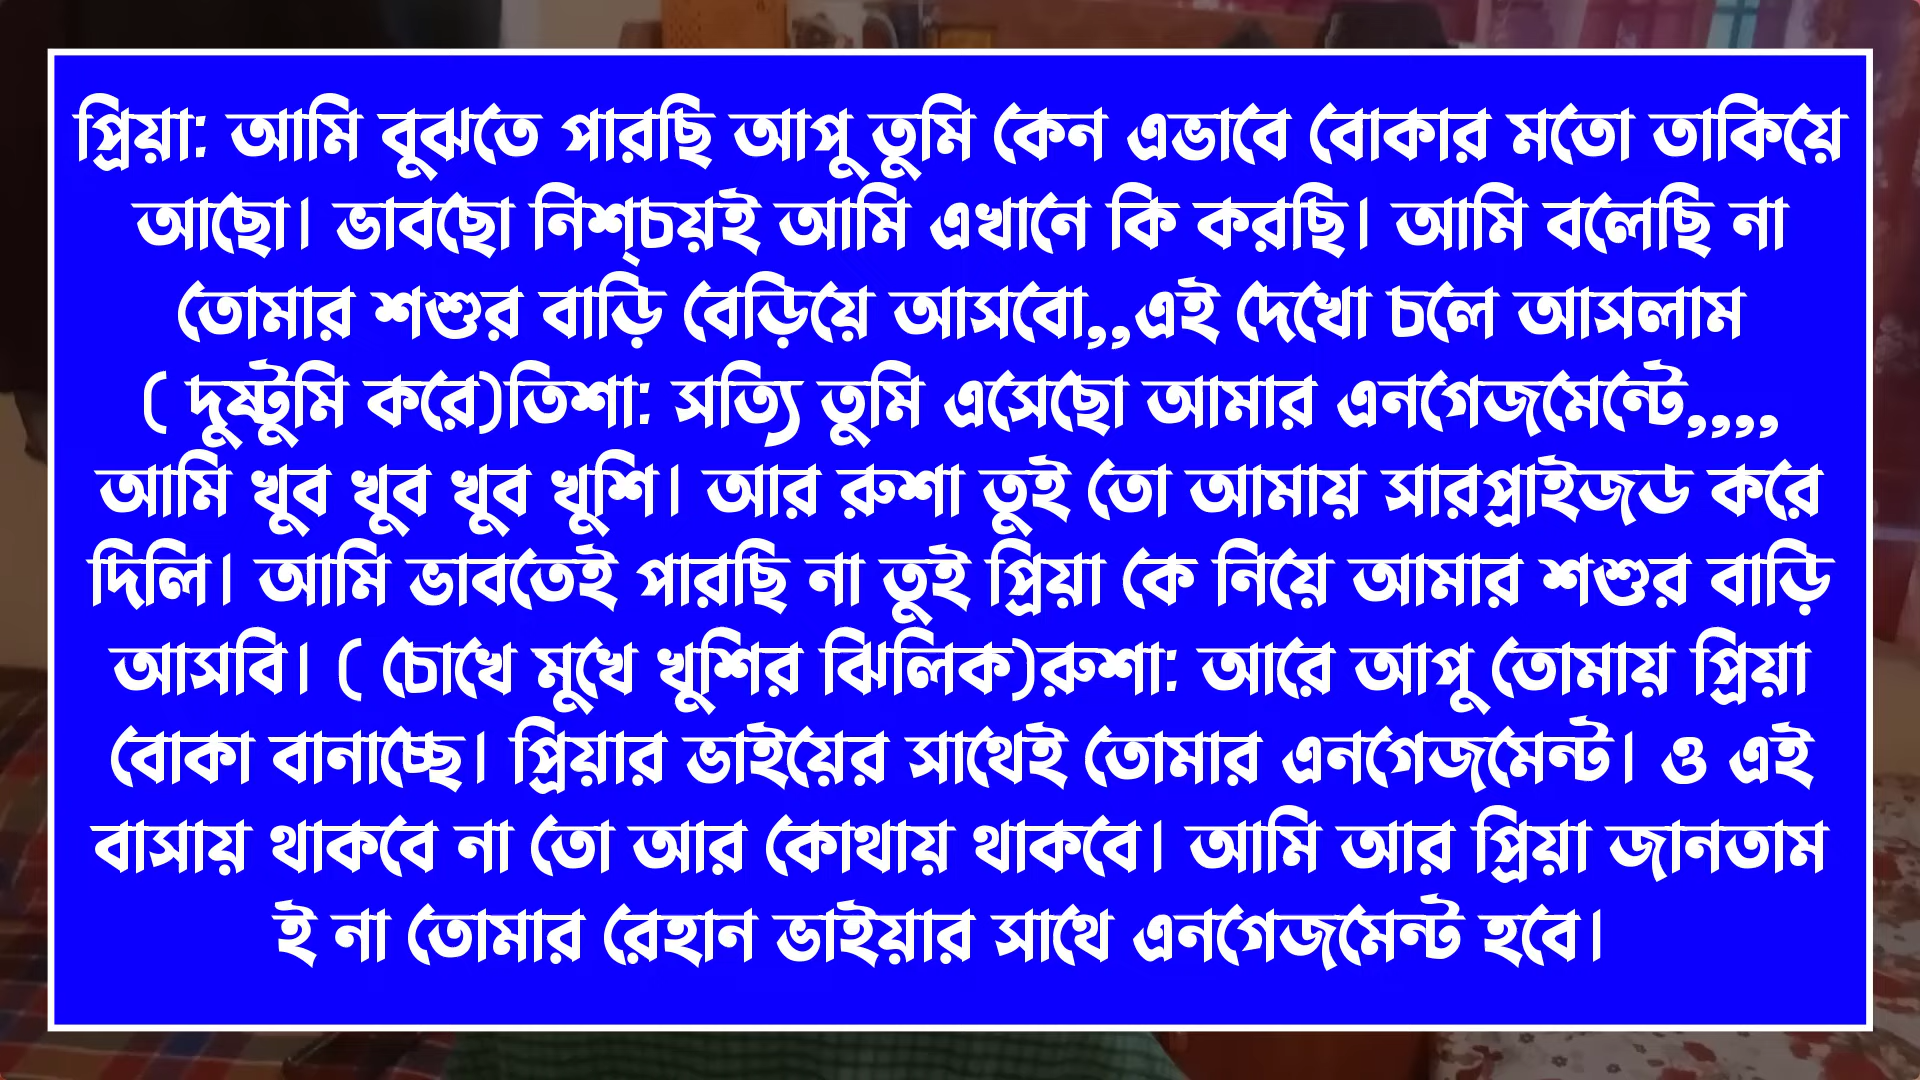 প্রিয়া: আমি বুঝতে পারছি আপু তুমি কেন এভাবে বোকার মতো তাকিয়ে
আছো। ভাবছো নিশ্চয়ই আমি এখানে কি করছি। আমি বলেছি না
তোমার শশুর বাড়ি বেড়িয়ে আসবো,,এই দেখো চলে আসলাম
( দুষ্টুমি করে)তিশা: সত্যি তুমি এসেছো আমার এনগেজমেন্টে,,,,
আমি খুব খুব খুব খুশি। আর রুশা তুই তো আমায় সারপ্রাইজড করে
দিলি। আমি ভাবতেই পারছি না তুই প্রিয়া কে নিয়ে আমার শশুর বাড়ি
আসবি। ( চোখে মুখে খুশির ঝিলিক)রুশা: আরে আপু তোমায় প্রিয়া
বোকা বানাচ্ছে। প্রিয়ার ভাইয়ের সাথেই তোমার এনগেজমেন্ট। ও এই
বাসায় থাকবে না তো আর কোথায় থাকবে। আমি আর প্রিয়া জানতাম
ই না তোমার রেহান ভাইয়ার সাথে এনগেজমেন্ট হবে।